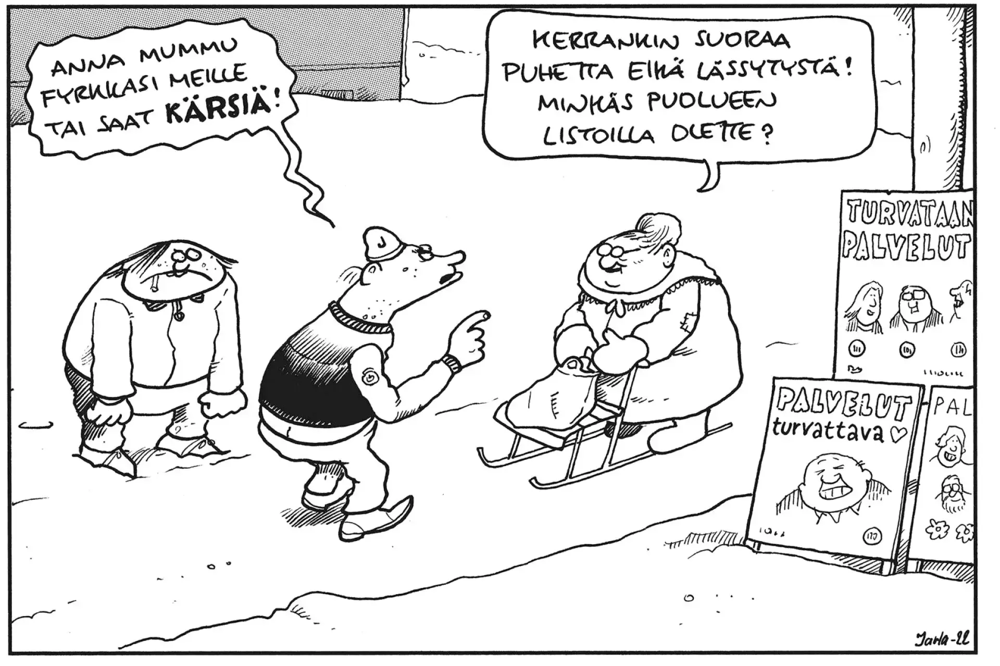 ANNA MUMMU
FYRKKASI MEILLE
TAI SAAT KÄRSIÄ!
KERRANKIN SUORAA
PUHETTA EIKÄ LÄSSYTYSTÄ!
MINKÄS PUOLUEEN
LISTOILLA OLETTE?
J
TURVATAAN
PALVELUT
PALVELUT
turvattava ♡
PAL
Jarla-22